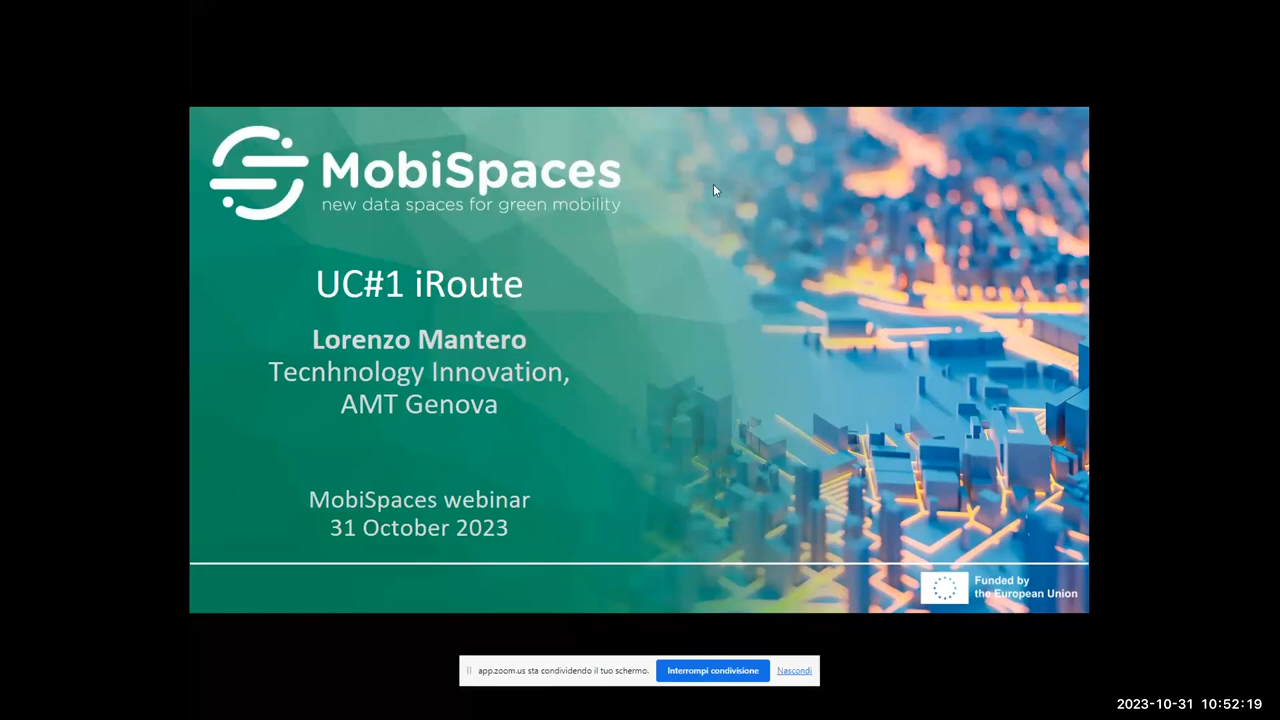 MobiSpaces
new data spaces for green mobility
UC#1 iRoute
Lorenzo Mantero
Tecnhnology Innovation,
AMT Genova
MobiSpaces webinar
31 October 2023
Funded by
the European Union
app.zoom.us sta condividendo il tuo schermo.
Interrompi condivisione
Nascondi
2023-10-31 10:52:19